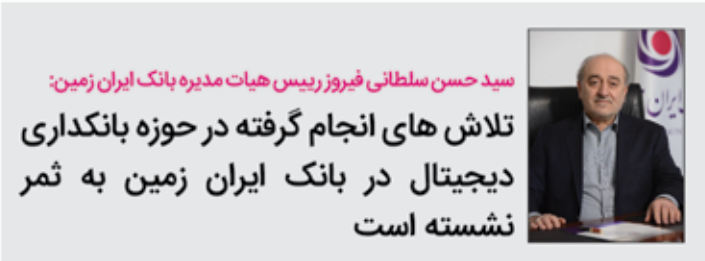 سید حسن سلطانی فیروز رییس هیات مدیره بانک ایران زمین:
تلاش های انجام گرفته در حوزه بانکداری
دیجیتال در بانک ایران زمین به ثمر
نشسته است
ایران